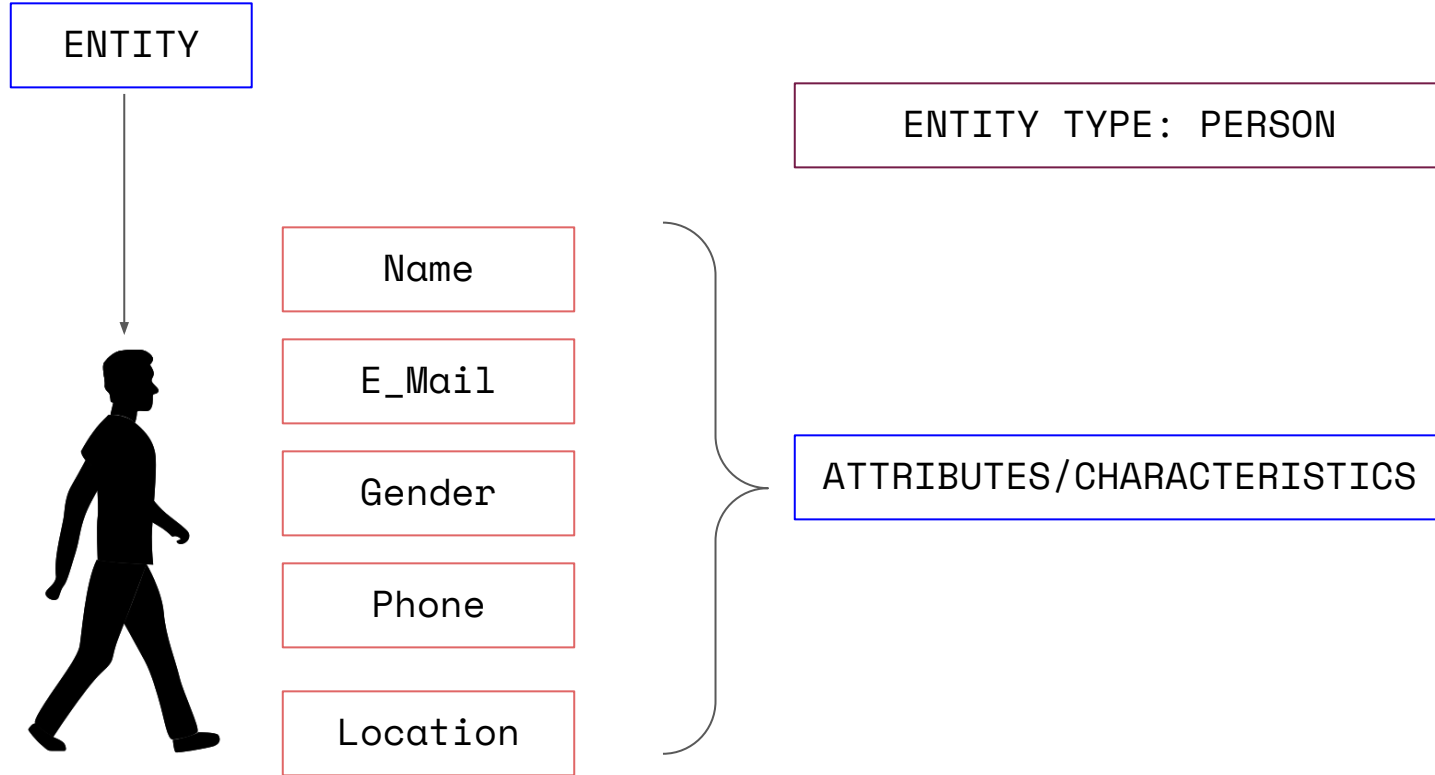 ENTITY
ENTITY TYPE: PERSON
Name
E_Mail
Gender
Phone
Location
ATTRIBUTES/CHARACTERISTICS